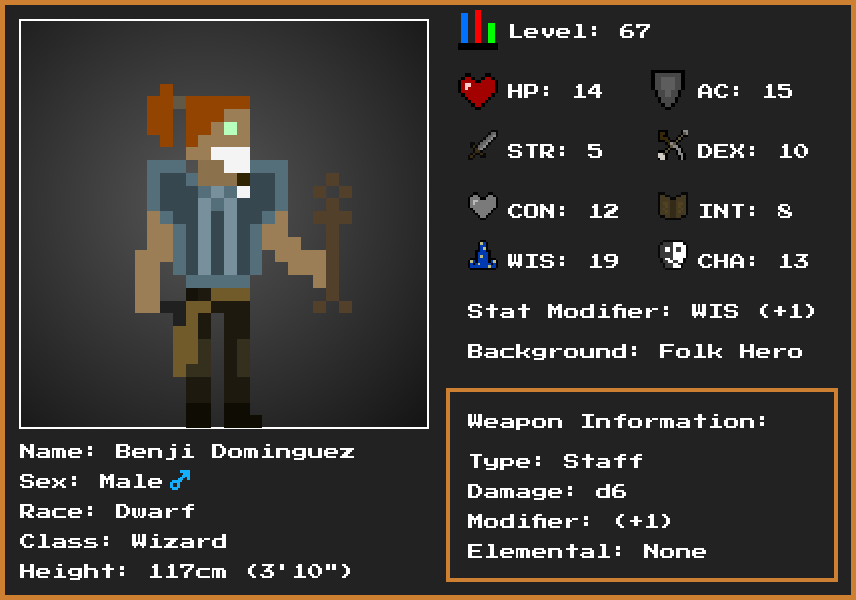 Level: 67
HP: 14
AC: 15
STR: 5
DEX: 10
CON: 12
INT: 8
WIS: 19
CHA: 13
Stat Modifier: WIS (+1)
Background: Folk Hero
Weapon Information:
Type: Staff
Damage: d6
Modifier: (+1)
Elemental: None
Name: Benji Dominguez
Sex: Male♂
Race: Dwarf
Class: Wizard
Height: 117cm (3'10")